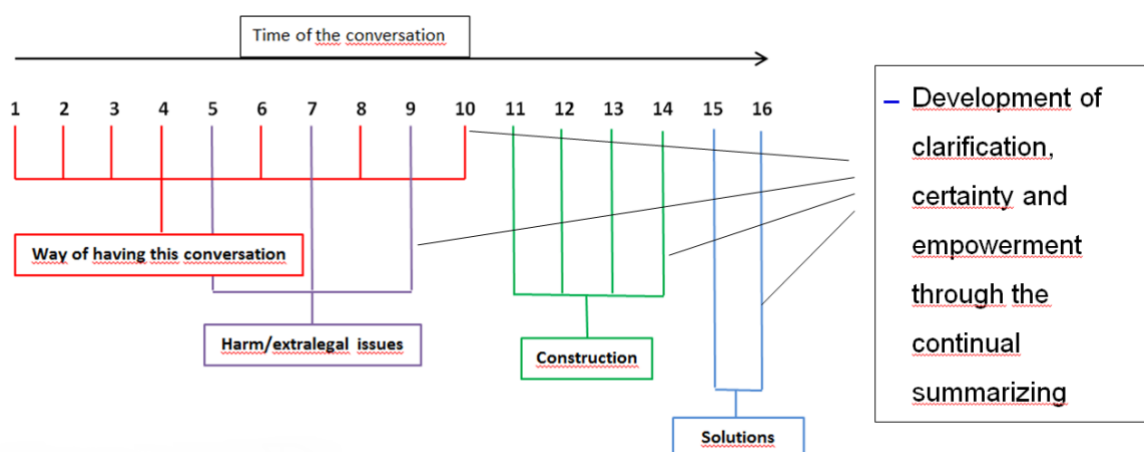 Time of the conversation
1 2 3 4 5 6 7 8 9 10 11 12 13 14 15 16
Way of having this conversation
Harm/extralegal issues
Construction
Solutions
– Development of
clarification,
certainty and
empowerment
through the
continual
summarizing